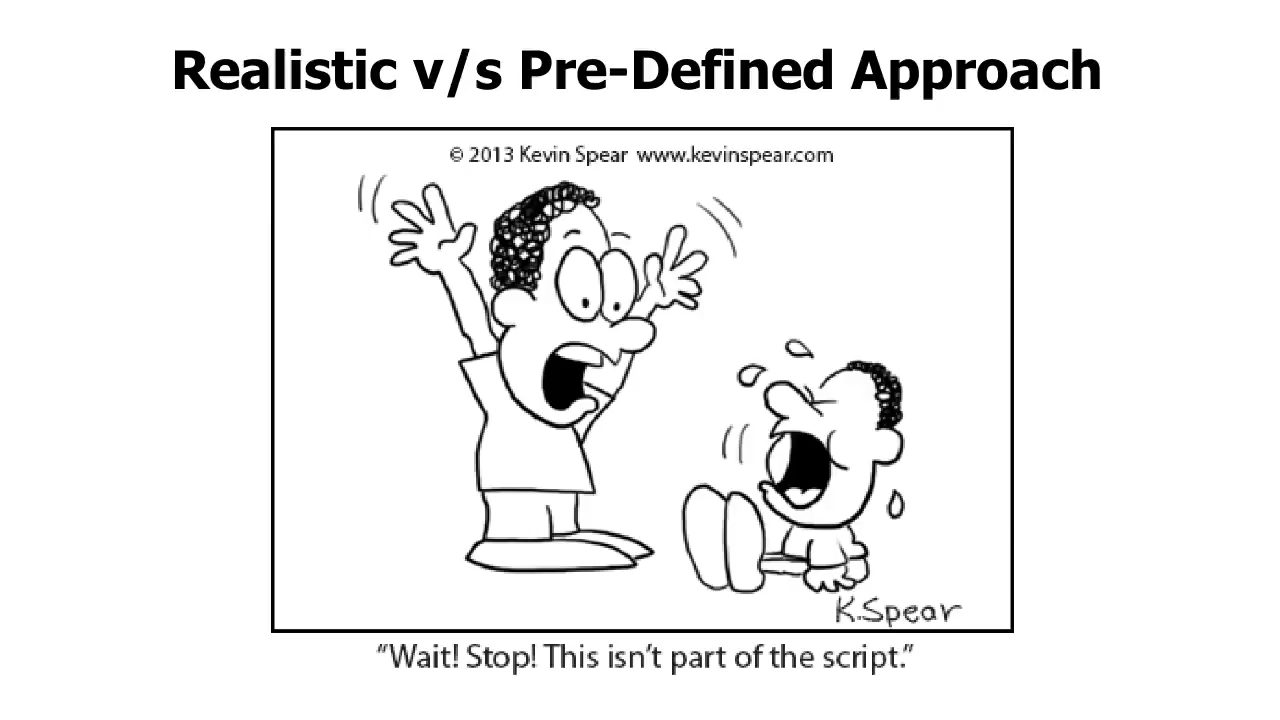 Realistic v/s Pre-Defined Approach
© 2013 Kevin Spear www.kevinspear.com
K.Spear
“Wait! Stop! This isn’t part of the script.”